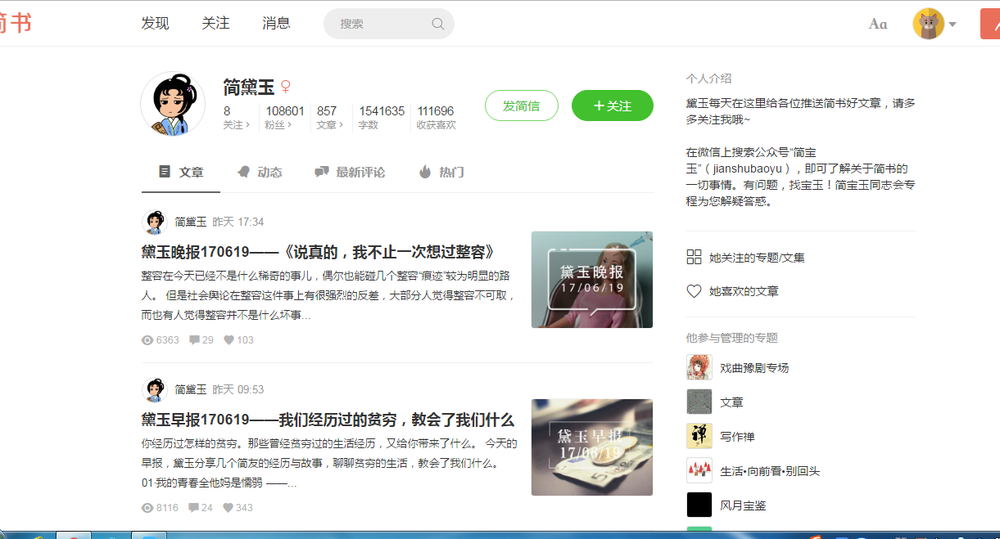 简书
发现 关注 消息 搜索 Aa
简黛玉 ♀
8 108601 857 1541635 111696
关注 粉丝 文章 字数 收获喜欢
发简信 +关注
文章 动态 最新评论 热门
简黛玉 昨天 17:34
黛玉晚报170619——《说真的，我不止一次想过整容》
整容在今天已经不是什么稀奇的事儿，偶尔也能碰几个整容“痕迹”较为明显的路
人。 但是社会舆论在整容这件事上有很强烈的反差，大部分人觉得整容不可取，
而也有人觉得整容并不是什么坏事...
6363 29 103
黛玉晚报
17/06/19
简黛玉 昨天 09:53
黛玉早报170619——我们经历过的贫穷，教会了我们什么
你经历过怎样的贫穷。那些曾经贫穷过的生活经历，又给你带来了什么。 今天的
早报，黛玉分享几个简友的经历与故事，聊聊贫穷的生活，教会了我们什么。
01·我的青春全他妈是懦弱 ——...
8116 24 343
黛玉早报
17/06/19
个人介绍
黛玉每天在这里给各位推送简书好文章，请多
多关注我哦~
在微信上搜索公众号“简宝
玉”（jianshubaoyu），即可了解关于简书的
一切事情。有问题，找宝玉！简宝玉同志会专
程为您解疑答惑。
她关注的专题/文集
她喜欢的文章
他参与管理的专题
戏曲豫剧专场
文章
禅
写作禅
生活•向前看•别回头
风月宝鉴